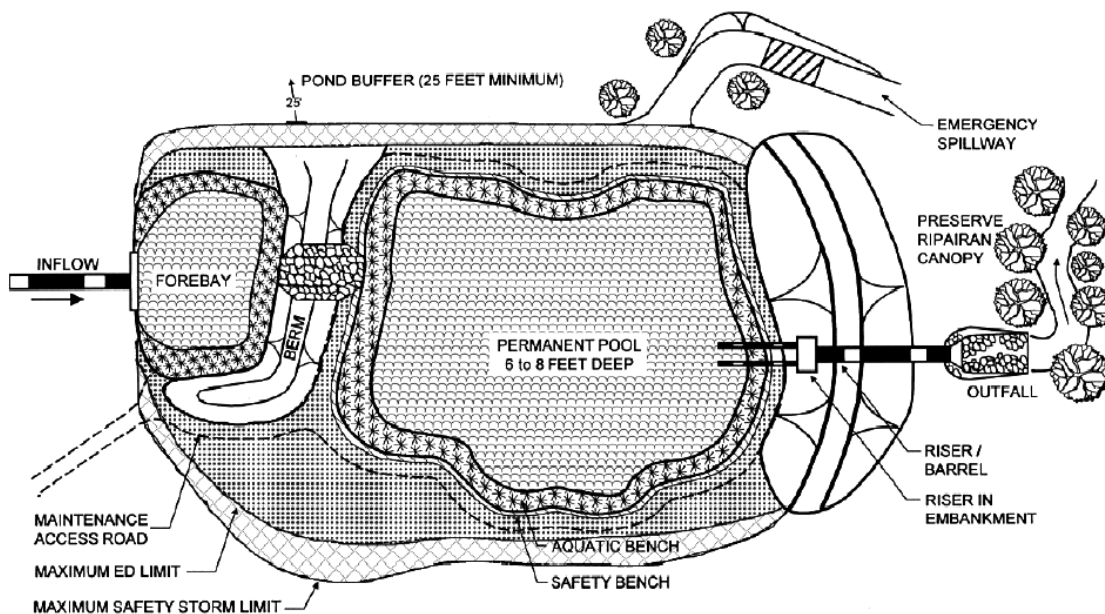 POND BUFFER (25 FEET MINIMUM)
25'
EMERGENCY
SPILLWAY
PRESERVE
RIPAIRAN
CANOPY
INFLOW
FOREBAY
BERM
PERMANENT POOL
6 to 8 FEET DEEP
OUTFALL
RISER /
BARREL
RISER IN
EMBANKMENT
MAINTENANCE
ACCESS ROAD
AQUATIC BENCH
MAXIMUM ED LIMIT
SAFETY BENCH
MAXIMUM SAFETY STORM LIMIT